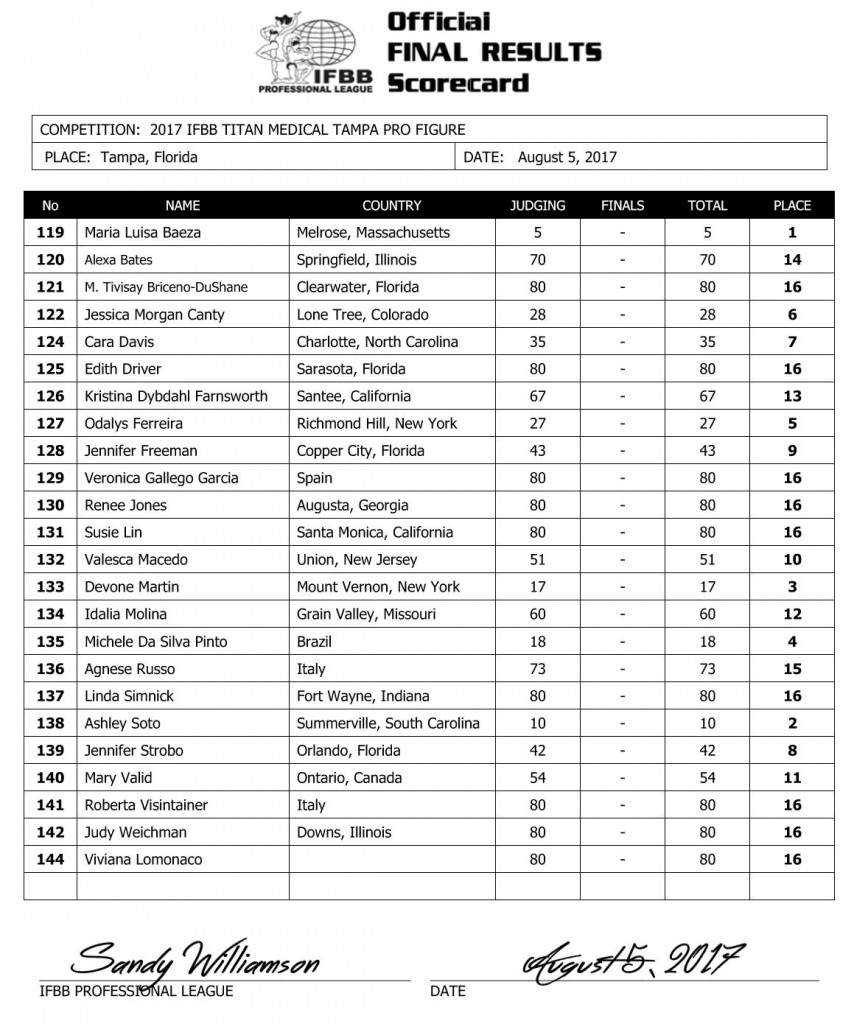 Official
FINAL RESULTS
Scorecard
IFBB
PROFESSIONAL LEAGUE
COMPETITION: 2017 IFBB TITAN MEDICAL TAMPA PRO FIGURE
PLACE: Tampa, Florida DATE: August 5, 2017
No NAME COUNTRY JUDGING FINALS TOTAL PLACE
119 Maria Luisa Baeza Melrose, Massachusetts 5 - 5 1
120 Alexa Bates Springfield, Illinois 70 - 70 14
121 M. Tivisay Briceno-DuShane Clearwater, Florida 80 - 80 16
122 Jessica Morgan Canty Lone Tree, Colorado 28 - 28 6
124 Cara Davis Charlotte, North Carolina 35 - 35 7
125 Edith Driver Sarasota, Florida 80 - 80 16
126 Kristina Dybdahl Farnsworth Santee, California 67 - 67 13
127 Odalys Ferreira Richmond Hill, New York 27 - 27 5
128 Jennifer Freeman Copper City, Florida 43 - 43 9
129 Veronica Gallego Garcia Spain 80 - 80 16
130 Renee Jones Augusta, Georgia 80 - 80 16
131 Susie Lin Santa Monica, California 80 - 80 16
132 Valesca Macedo Union, New Jersey 51 - 51 10
133 Devone Martin Mount Vernon, New York 17 - 17 3
134 Idalia Molina Grain Valley, Missouri 60 - 60 12
135 Michele Da Silva Pinto Brazil 18 - 18 4
136 Agnese Russo Italy 73 - 73 15
137 Linda Simnick Fort Wayne, Indiana 80 - 80 16
138 Ashley Soto Summerville, South Carolina 10 - 10 2
139 Jennifer Strobo Orlando, Florida 42 - 42 8
140 Mary Valid Ontario, Canada 54 - 54 11
141 Roberta Visintainer Italy 80 - 80 16
142 Judy Weichman Downs, Illinois 80 - 80 16
144 Viviana Lomonaco 80 - 80 16
Sandy Williamson August 5, 2017
IFBB PROFESSIONAL LEAGUE DATE